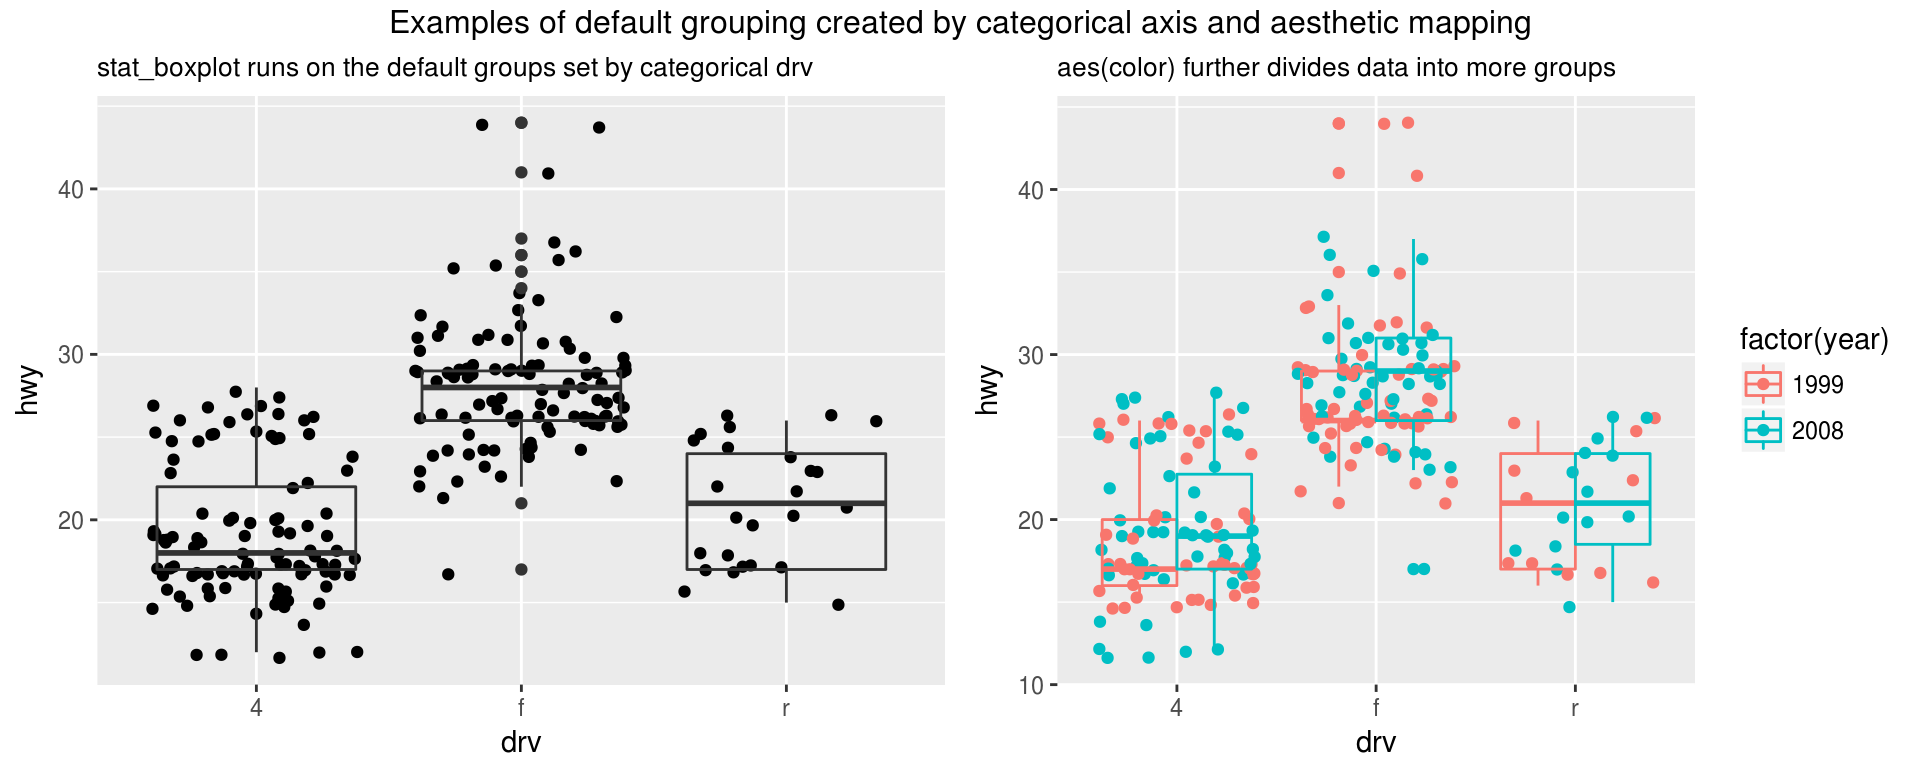 Examples of default grouping created by categorical axis and aesthetic mapping
stat_boxplot runs on the default groups set by categorical drv
hwy
40
30
20
4 f r
drv
aes(color) further divides data into more groups
hwy
40
30
20
10
4 f r
drv
factor(year)
1999
2008